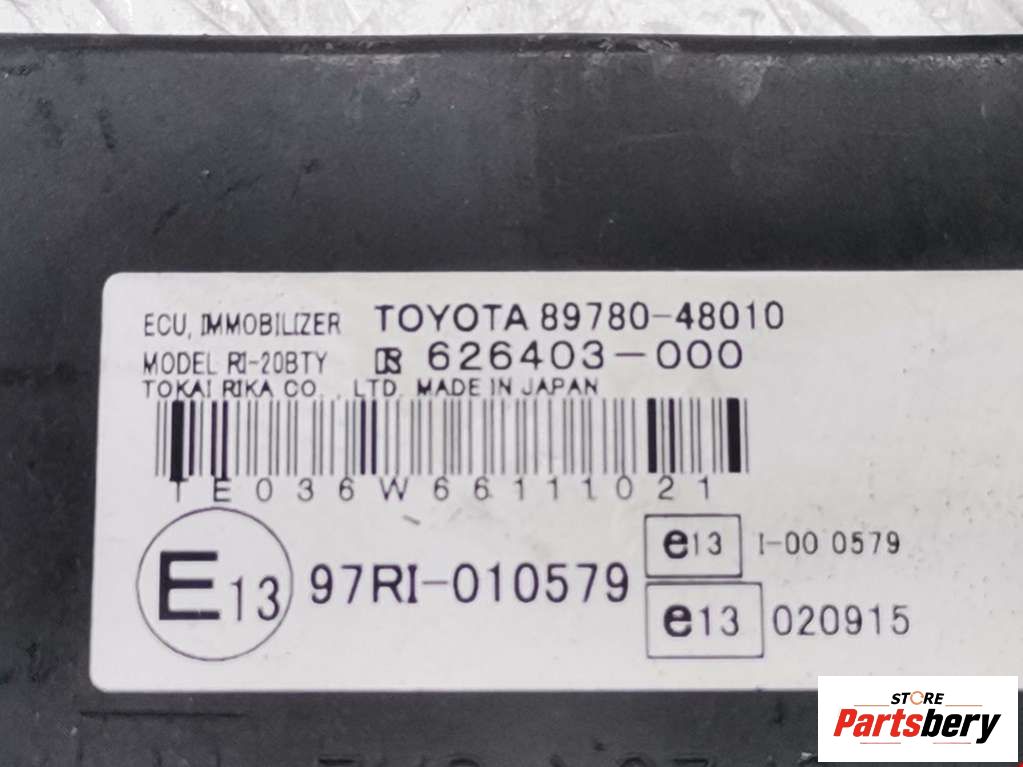 ECU, IMMOBILIZER TOYOTA 89780-48010
MODEL RI-20BTY 626403-000
TOKAI RIKA CO., LTD. MADE IN JAPAN
TE036W66111021
E13 97RI-010579
e13 I-00 0579
e13 020915
STORE
Partsbery